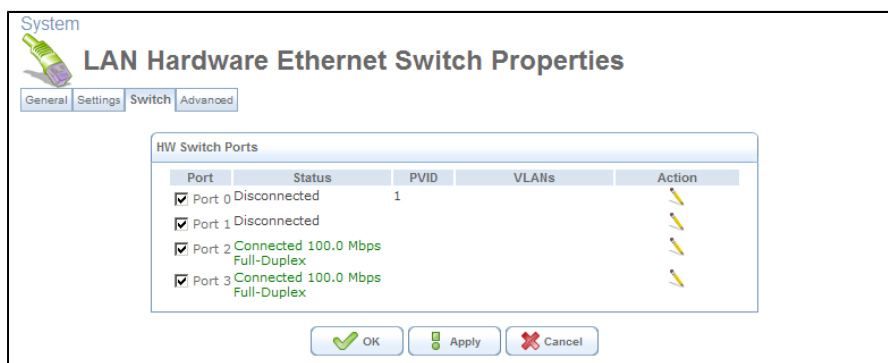 System
LAN Hardware Ethernet Switch Properties
General Settings Switch Advanced
HW Switch Ports
Port Status PVID VLANs Action
Port 0 Disconnected 1
Port 1 Disconnected
Port 2 Connected 100.0 Mbps
Full-Duplex
Port 3 Connected 100.0 Mbps
Full-Duplex
OK Apply Cancel